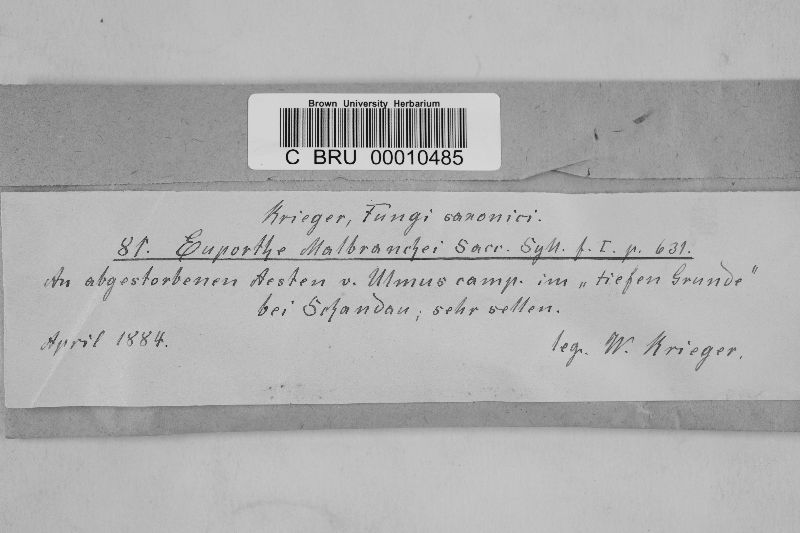 Brown University Herbarium
C BRU 00010485
Krieger, Fungi saxonici.
81. Euporthe Malbranchei Sacc. Syll. f. I. p. 631.
An abgestorbenen Aesten v. Ulmus camp. im „tiefen Grunde"
bei Schandau; sehr selten.
April 1884.
leg. W. Krieger.